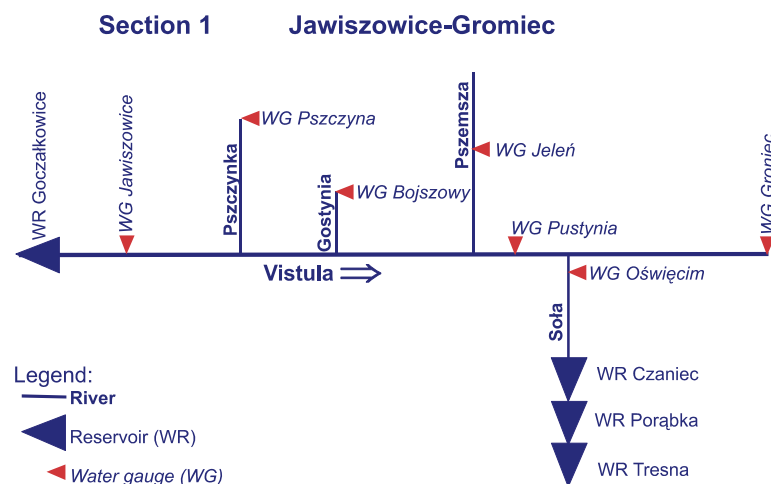 Section 1 Jawiszowice-Gromiec
WR Goczałkowice
WG Jawiszowice
Pszczynka
WG Pszczyna
Gostynia
WG Bojszowy
Pszemsza
WG Jeleń
WG Pustynia
WG Groniec
Vistula
WG Oświęcim
Soła
WR Czaniec
WR Porąbka
WR Tresna
Legend:
River
Reservoir (WR)
Water gauge (WG)